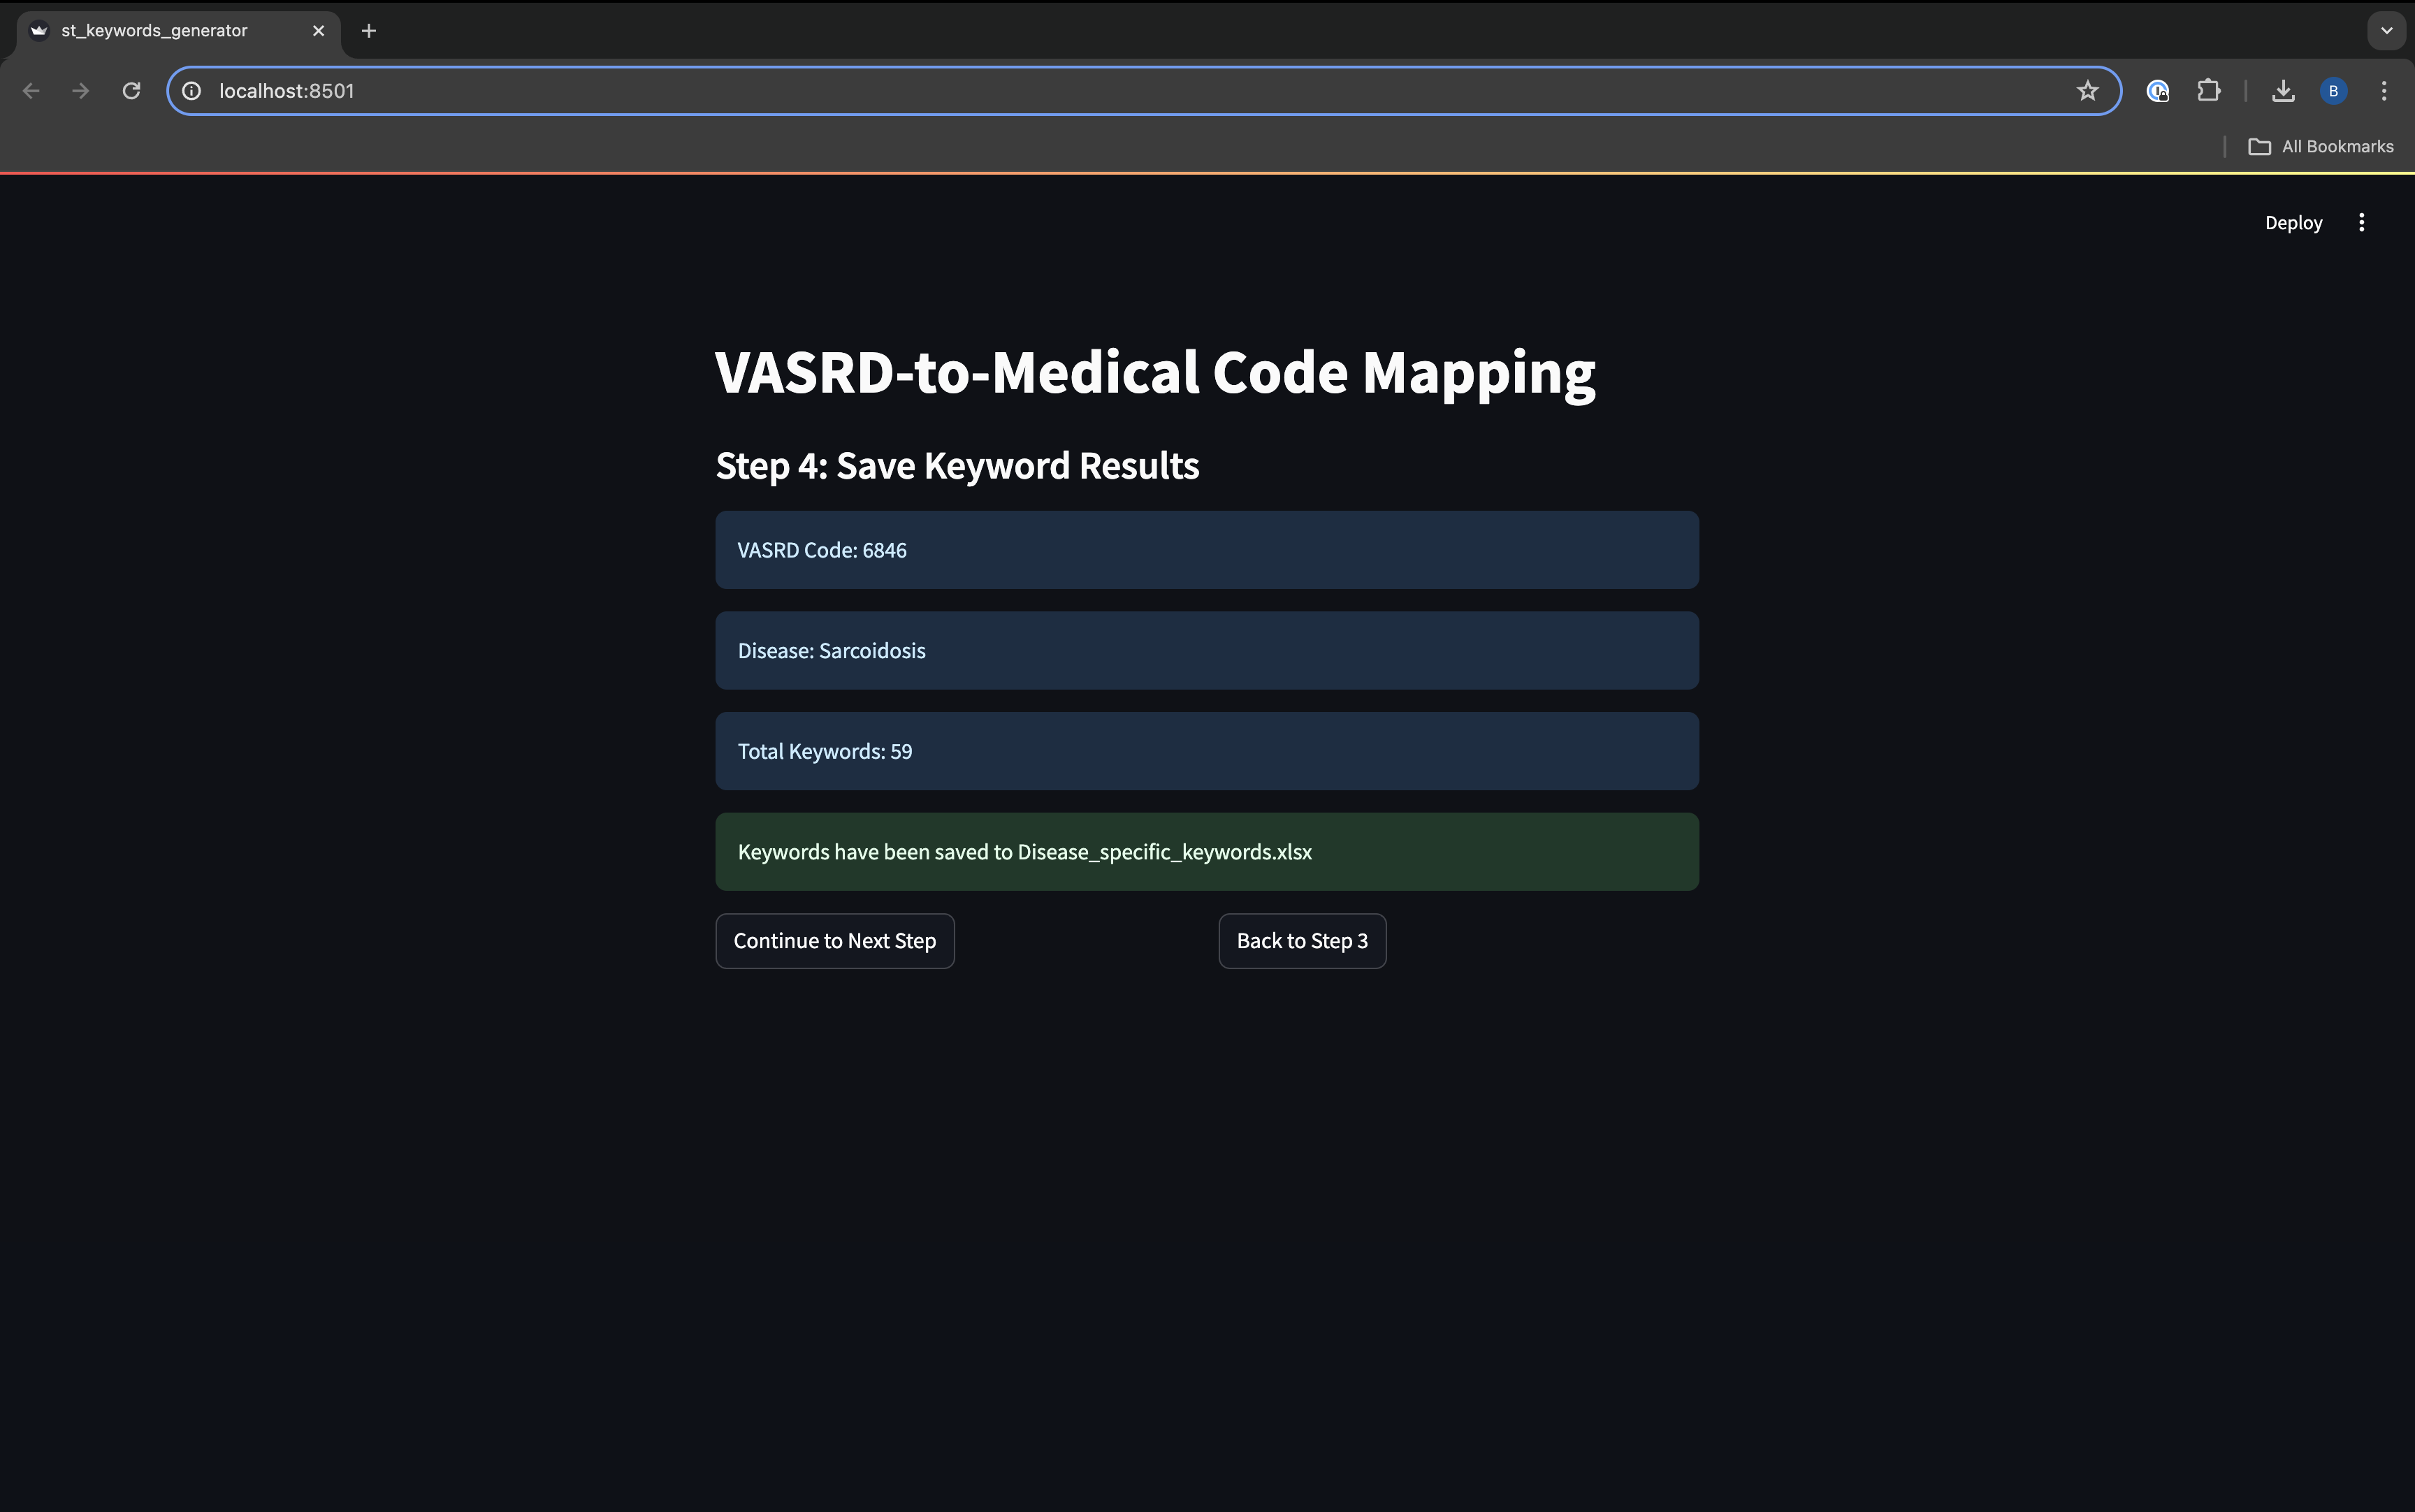 st_keywords_generator
localhost:8501
B
All Bookmarks
Deploy
VASRD-to-Medical Code Mapping
Step 4: Save Keyword Results
VASRD Code: 6846
Disease: Sarcoidosis
Total Keywords: 59
Keywords have been saved to Disease_specific_keywords.xlsx
Continue to Next Step
Back to Step 3